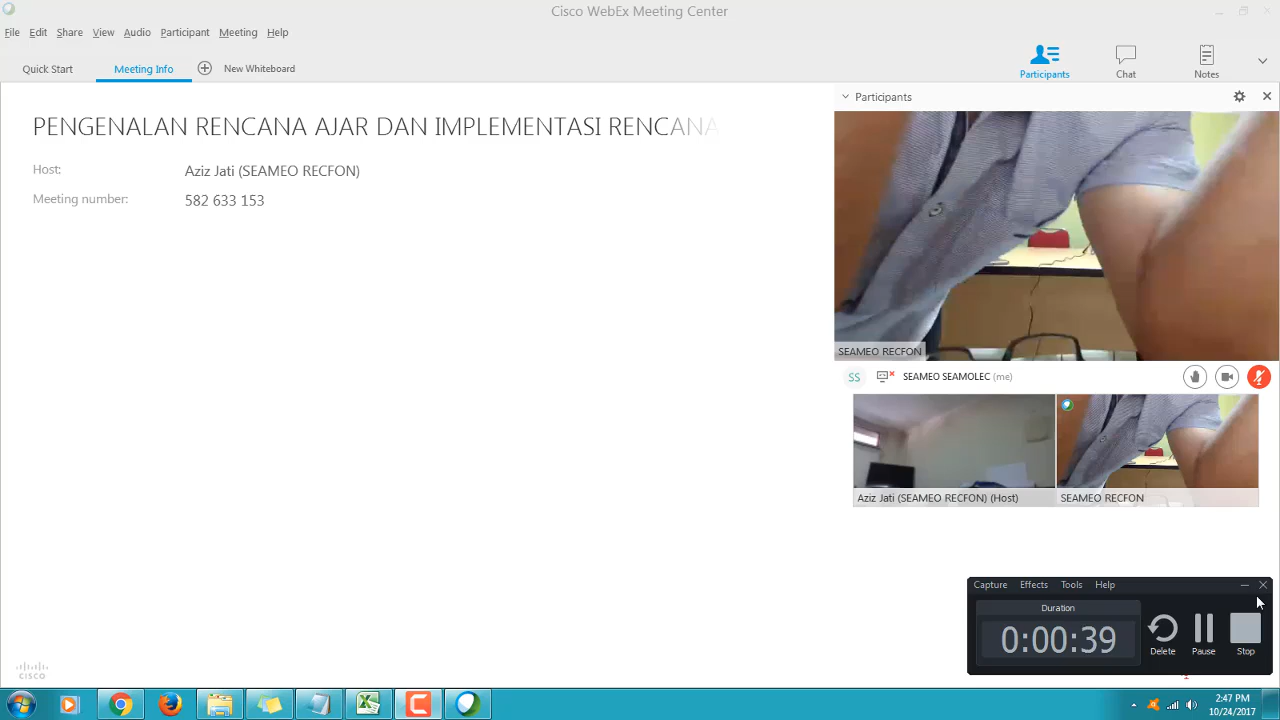 Cisco WebEx Meeting Center
File Edit Share View Audio Participant Meeting Help
Quick Start Meeting Info New Whiteboard
Participants Chat Notes
Participants
PENGENALAN RENCANA AJAR DAN IMPLEMENTASI RENCANA
Host: Aziz Jati (SEAMEO RECFON)
Meeting number: 582 633 153
SEAMEO RECFON
SS SEAMEO SEAMOLEC (me)
Aziz Jati (SEAMEO RECFON) (Host)
SEAMEO RECFON
Capture Effects Tools Help
Duration
0:00:39
Delete Pause Stop
CISCO
2:47 PM
10/24/2017